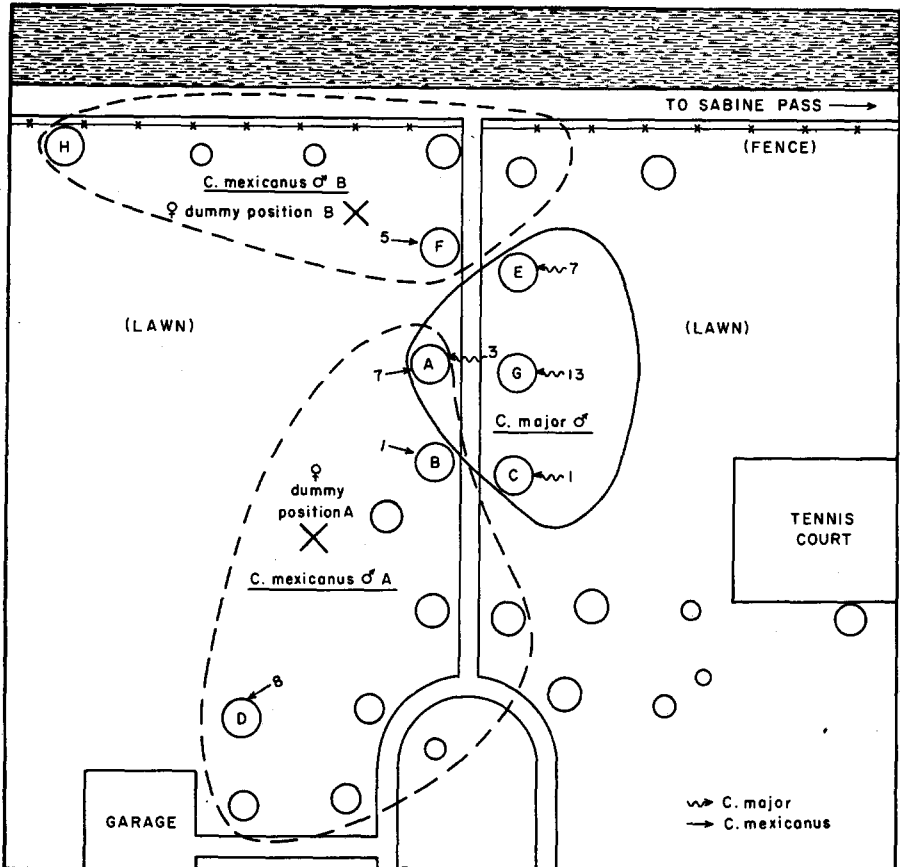 TO SABINE PASS
(FENCE)
H
C. mexicanus ♂ B
♀ dummy position B
5
F
E
7
(LAWN)
(LAWN)
A
3
7
G
13
C. major ♂
1
B
C
1
♀
dummy
position A
C. mexicanus ♂ A
TENNIS
COURT
8
D
GARAGE
C. major
C. mexicanus